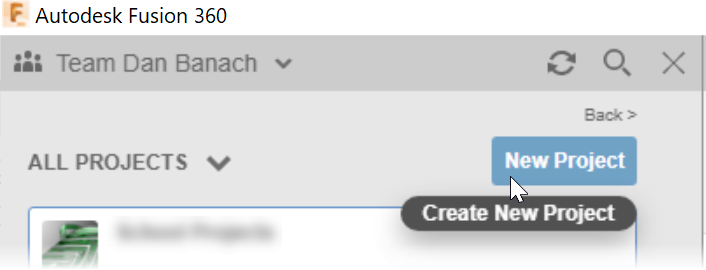 Autodesk Fusion 360
Team Dan Banach
Back >
ALL PROJECTS
New Project
Create New Project